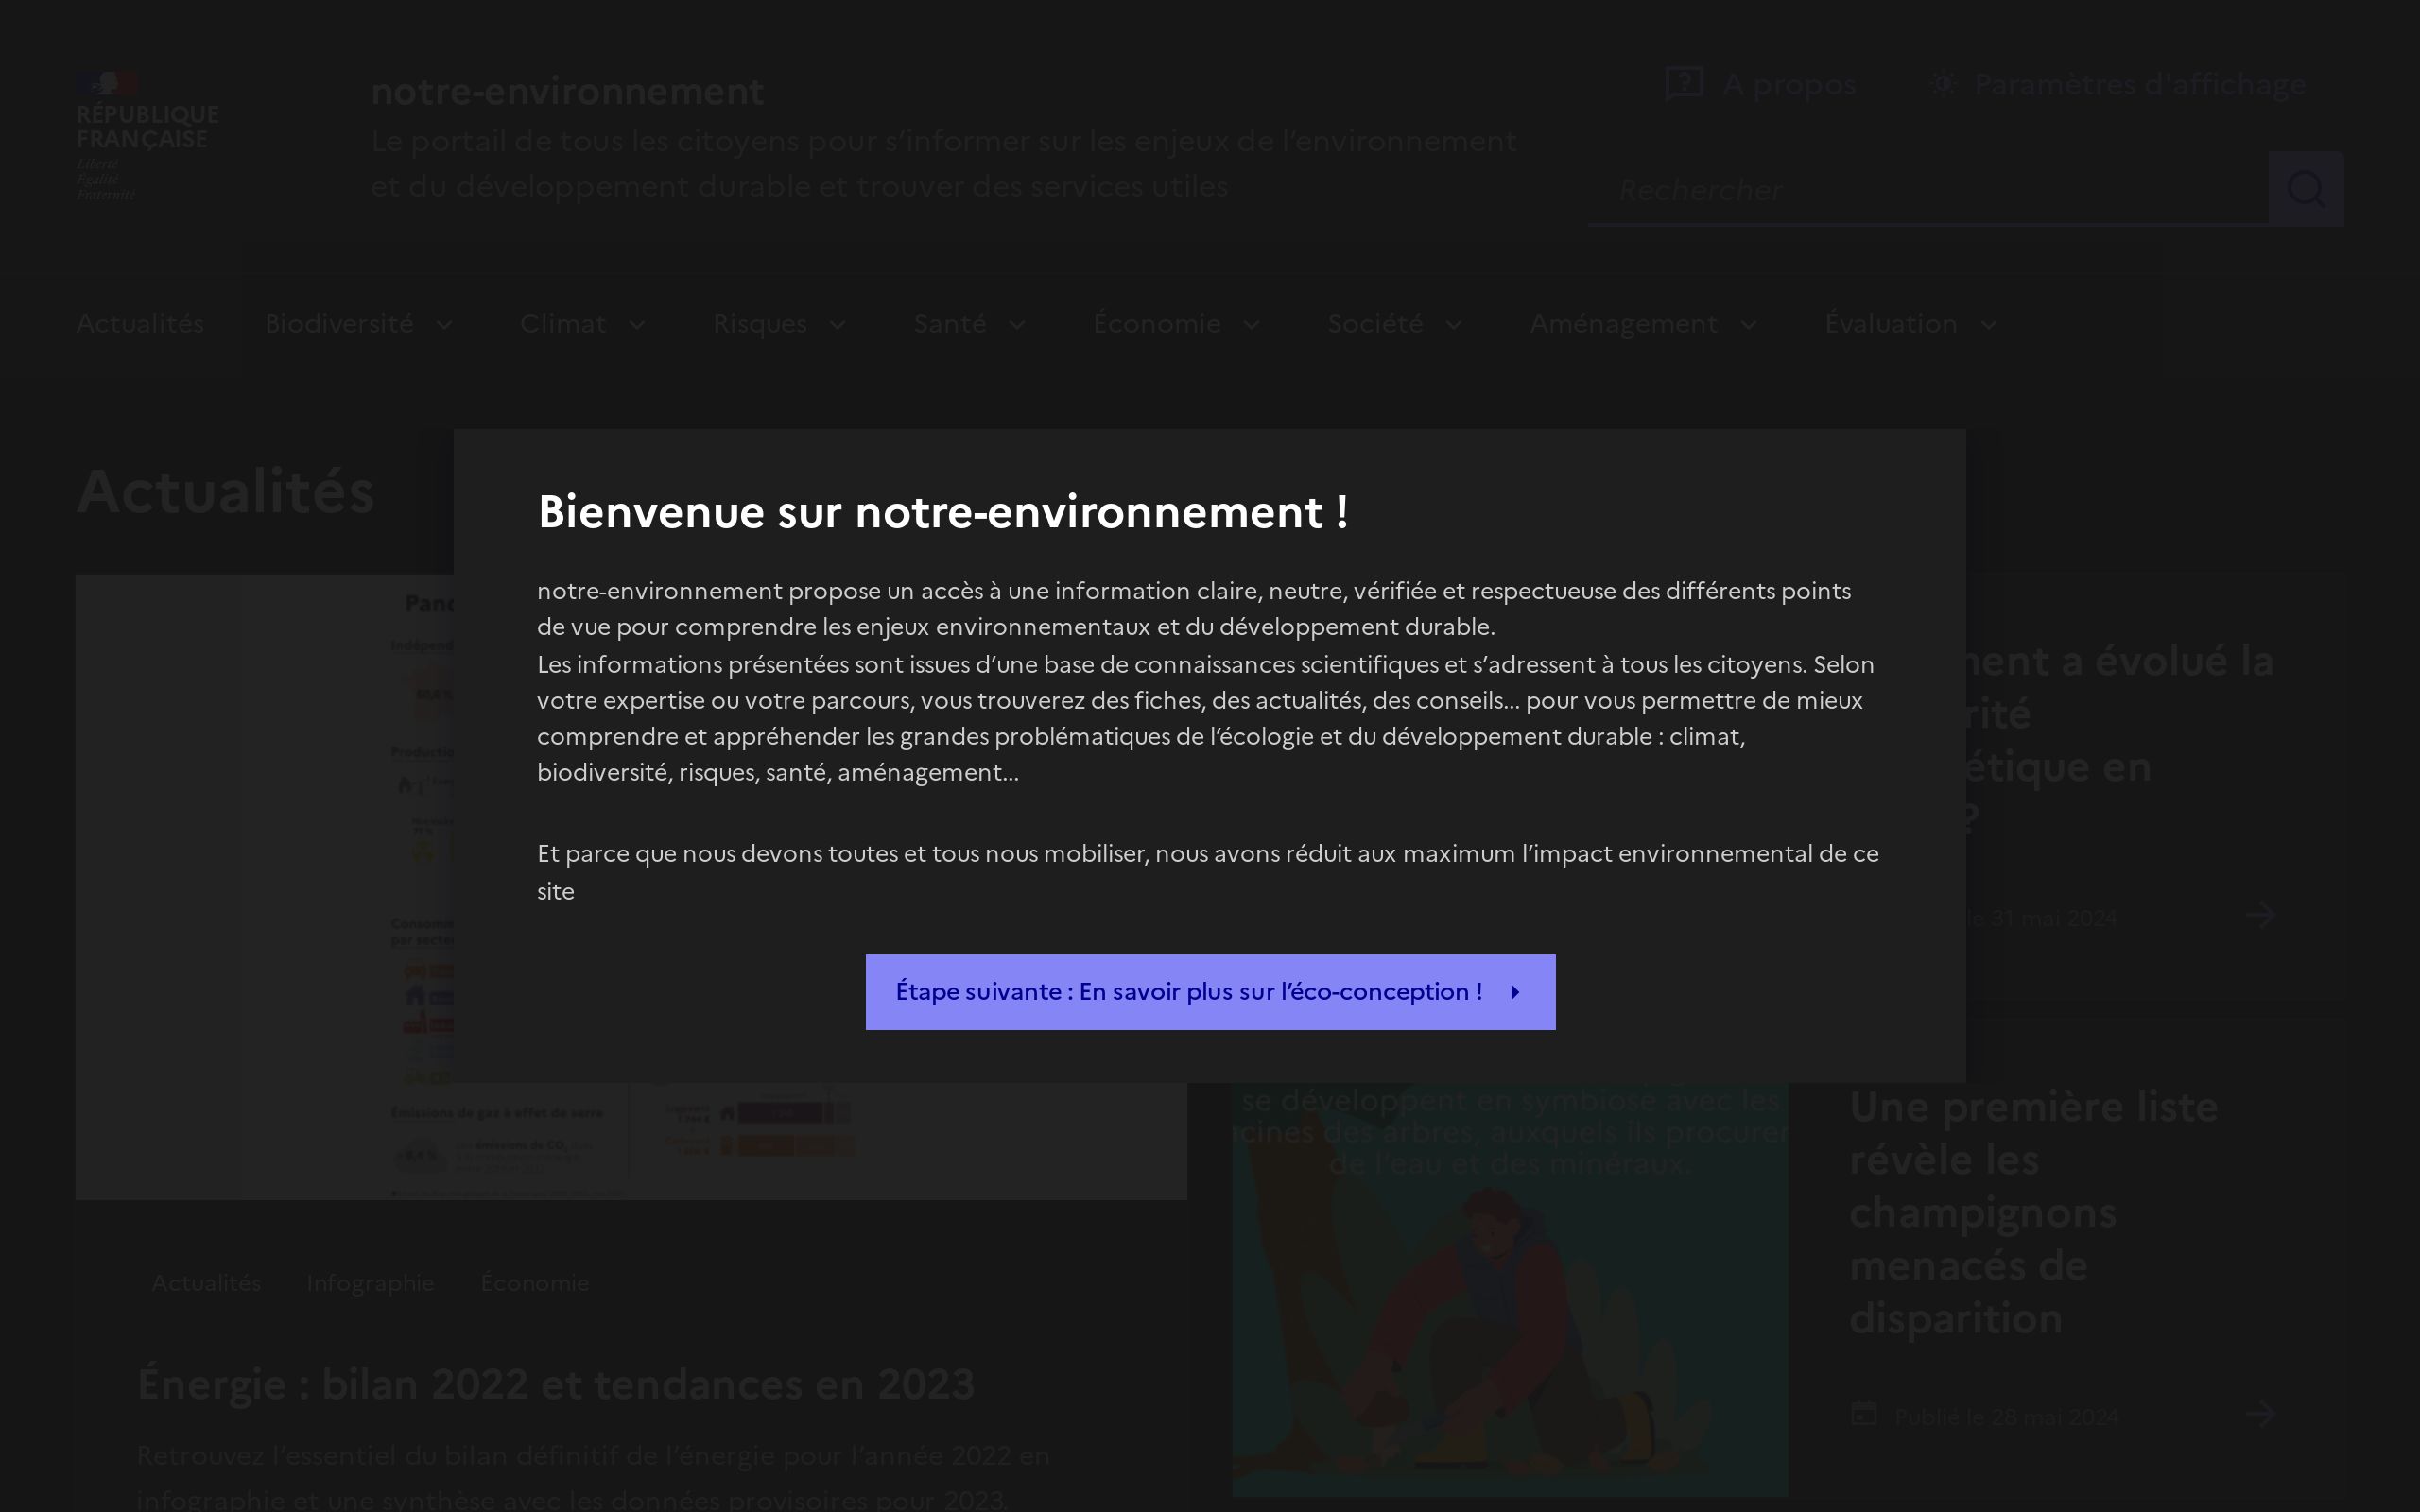 RÉPUBLIQUE
FRANÇAISE
Liberté
Égalité
Fraternité
notre-environnement
Le portail de tous les citoyens pour s’informer sur les enjeux de l’environnement
et du développement durable et trouver des services utiles
A propos
Paramètres d'affichage
Rechercher
Actualités
Biodiversité
Climat
Risques
Santé
Économie
Société
Aménagement
Évaluation
Actualités
Bienvenue sur notre-environnement !
notre-environnement propose un accès à une information claire, neutre, vérifiée et respectueuse des différents points
de vue pour comprendre les enjeux environnementaux et du développement durable.
Les informations présentées sont issues d’une base de connaissances scientifiques et s’adressent à tous les citoyens. Selon
votre expertise ou votre parcours, vous trouverez des fiches, des actualités, des conseils... pour vous permettre de mieux
comprendre et appréhender les grandes problématiques de l’écologie et du développement durable : climat,
biodiversité, risques, santé, aménagement...
Et parce que nous devons toutes et tous nous mobiliser, nous avons réduit aux maximum l’impact environnemental de ce
site
Étape suivante : En savoir plus sur l’éco-conception !
Émissions de gaz à effet de serre
Actualités
Infographie
Économie
Énergie : bilan 2022 et tendances en 2023
Retrouvez l’essentiel du bilan définitif de l’énergie pour l’année 2022 en
infographie et une synthèse avec les données provisoires pour 2023.
ment a évolué la
rité
étique en
?
le 31 mai 2024
se développent en symbiose avec les
cines des arbres, auxquels ils procurer
de l'eau et des minéraux.
Une première liste
révèle les
champignons
menacés de
disparition
Publié le 28 mai 2024